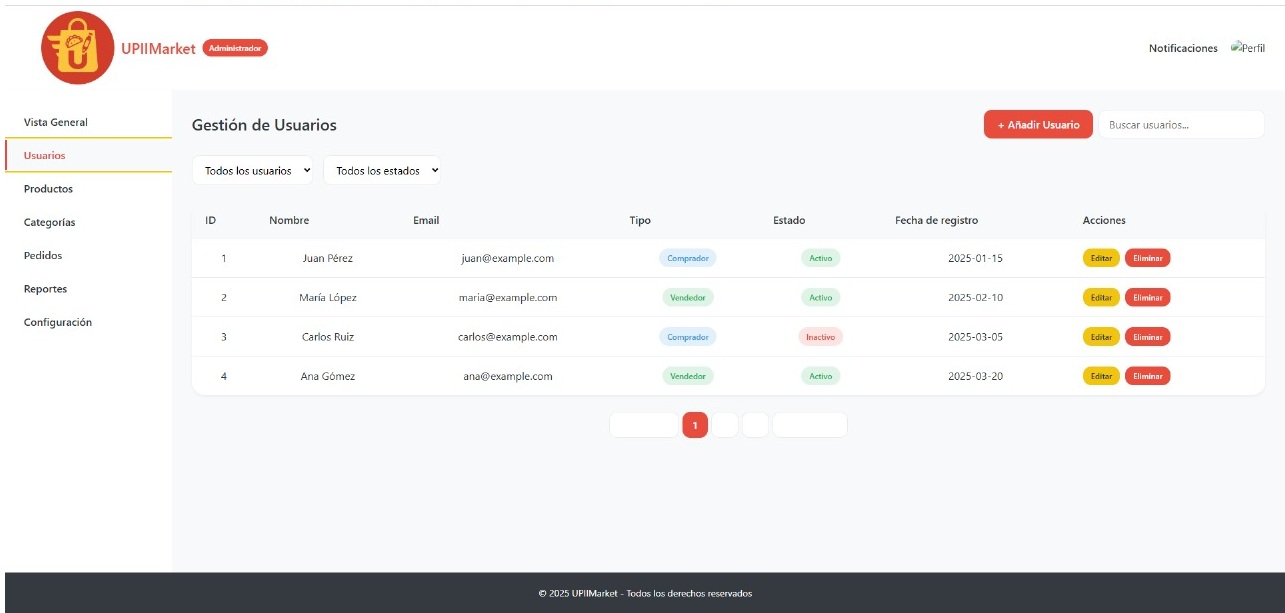 UPIIMarket Administrador
Notificaciones Perfil
Vista General
Usuarios
Productos
Categorías
Pedidos
Reportes
Configuración
Gestión de Usuarios
+ Añadir Usuario
Buscar usuarios...
Todos los usuarios Todos los estados
ID Nombre Email Tipo Estado Fecha de registro Acciones
1 Juan Pérez juan@example.com Comprador Activo 2025-01-15 Editar Eliminar
2 María López maria@example.com Vendedor Activo 2025-02-10 Editar Eliminar
3 Carlos Ruiz carlos@example.com Comprador Inactivo 2025-03-05 Editar Eliminar
4 Ana Gómez ana@example.com Vendedor Activo 2025-03-20 Editar Eliminar
1
© 2025 UPIIMarket - Todos los derechos reservados